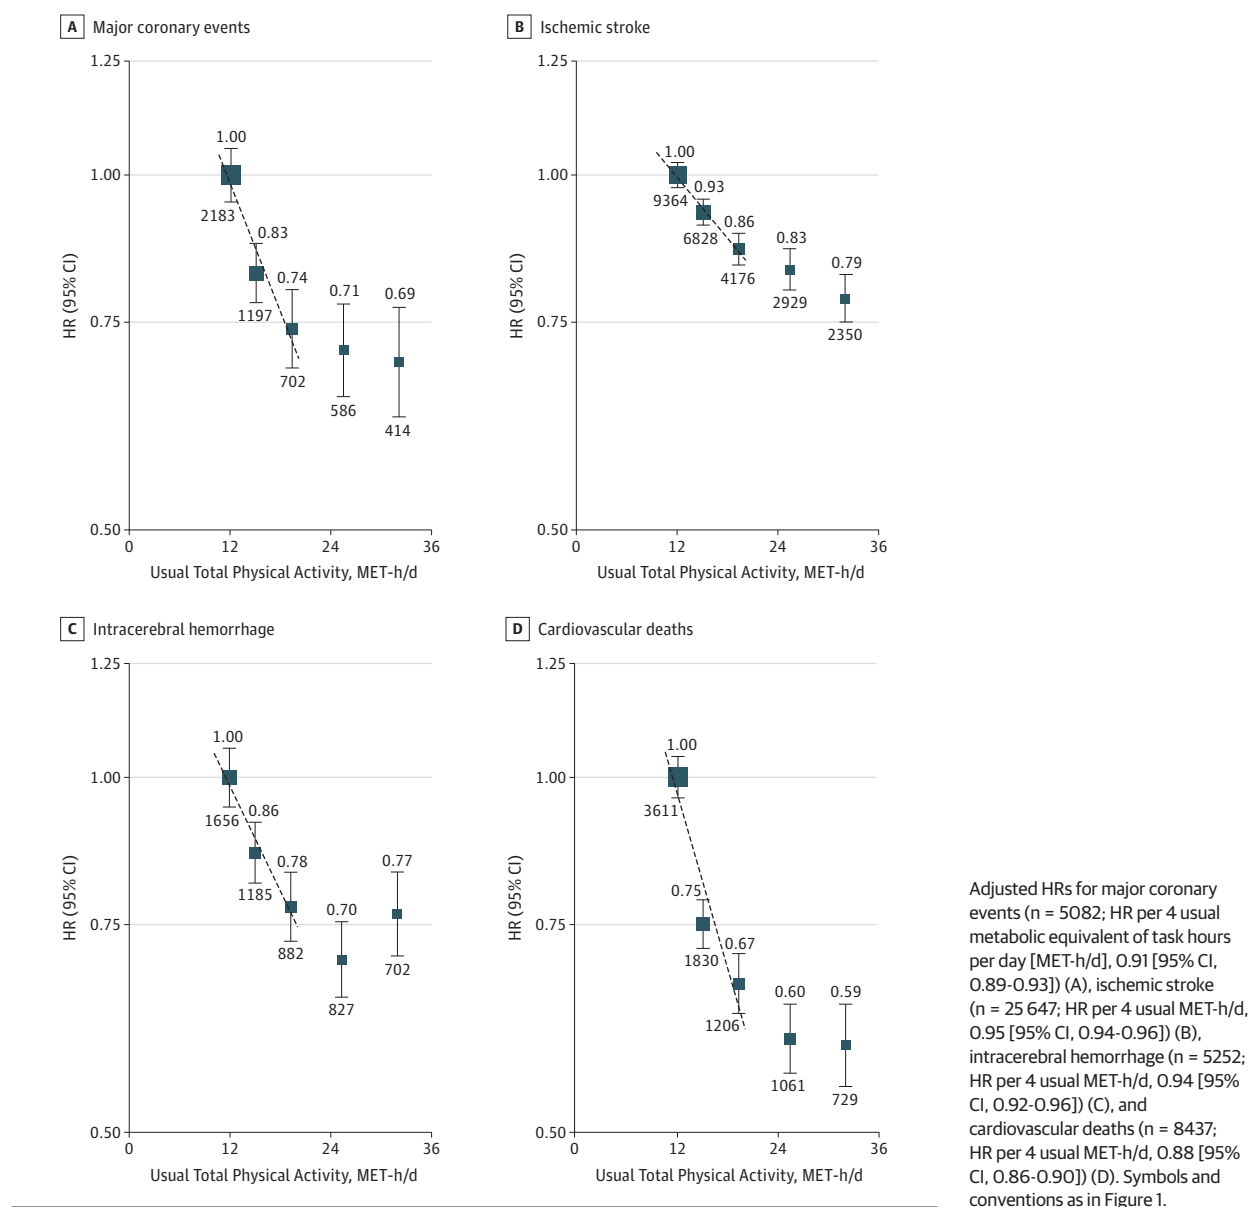 A Major coronary events
1.25
1.00
0.75
0.50
HR (95% CI)
1.00
2183
0.83
1197
0.74
702
0.71
586
0.69
414
0 12 24 36
Usual Total Physical Activity, MET-h/d
B Ischemic stroke
1.25
1.00
0.75
0.50
HR (95% CI)
1.00
9364
0.93
6828
0.86
4176
0.83
2929
0.79
2350
0 12 24 36
Usual Total Physical Activity, MET-h/d
C Intracerebral hemorrhage
1.25
1.00
0.75
0.50
HR (95% CI)
1.00
1656
0.86
1185
0.78
882
0.70
827
0.77
702
0 12 24 36
Usual Total Physical Activity, MET-h/d
D Cardiovascular deaths
1.25
1.00
0.75
0.50
HR (95% CI)
1.00
3611
0.75
1830
0.67
1206
0.60
1061
0.59
729
0 12 24 36
Usual Total Physical Activity, MET-h/d
Adjusted HRs for major coronary
events (n = 5082; HR per 4 usual
metabolic equivalent of task hours
per day [MET-h/d], 0.91 [95% CI,
0.89-0.93]) (A), ischemic stroke
(n = 25 647; HR per 4 usual MET-h/d,
0.95 [95% CI, 0.94-0.96]) (B),
intracerebral hemorrhage (n = 5252;
HR per 4 usual MET-h/d, 0.94 [95%
CI, 0.92-0.96]) (C), and
cardiovascular deaths (n = 8437;
HR per 4 usual MET-h/d, 0.88 [95%
CI, 0.86-0.90]) (D). Symbols and
conventions as in Figure 1.